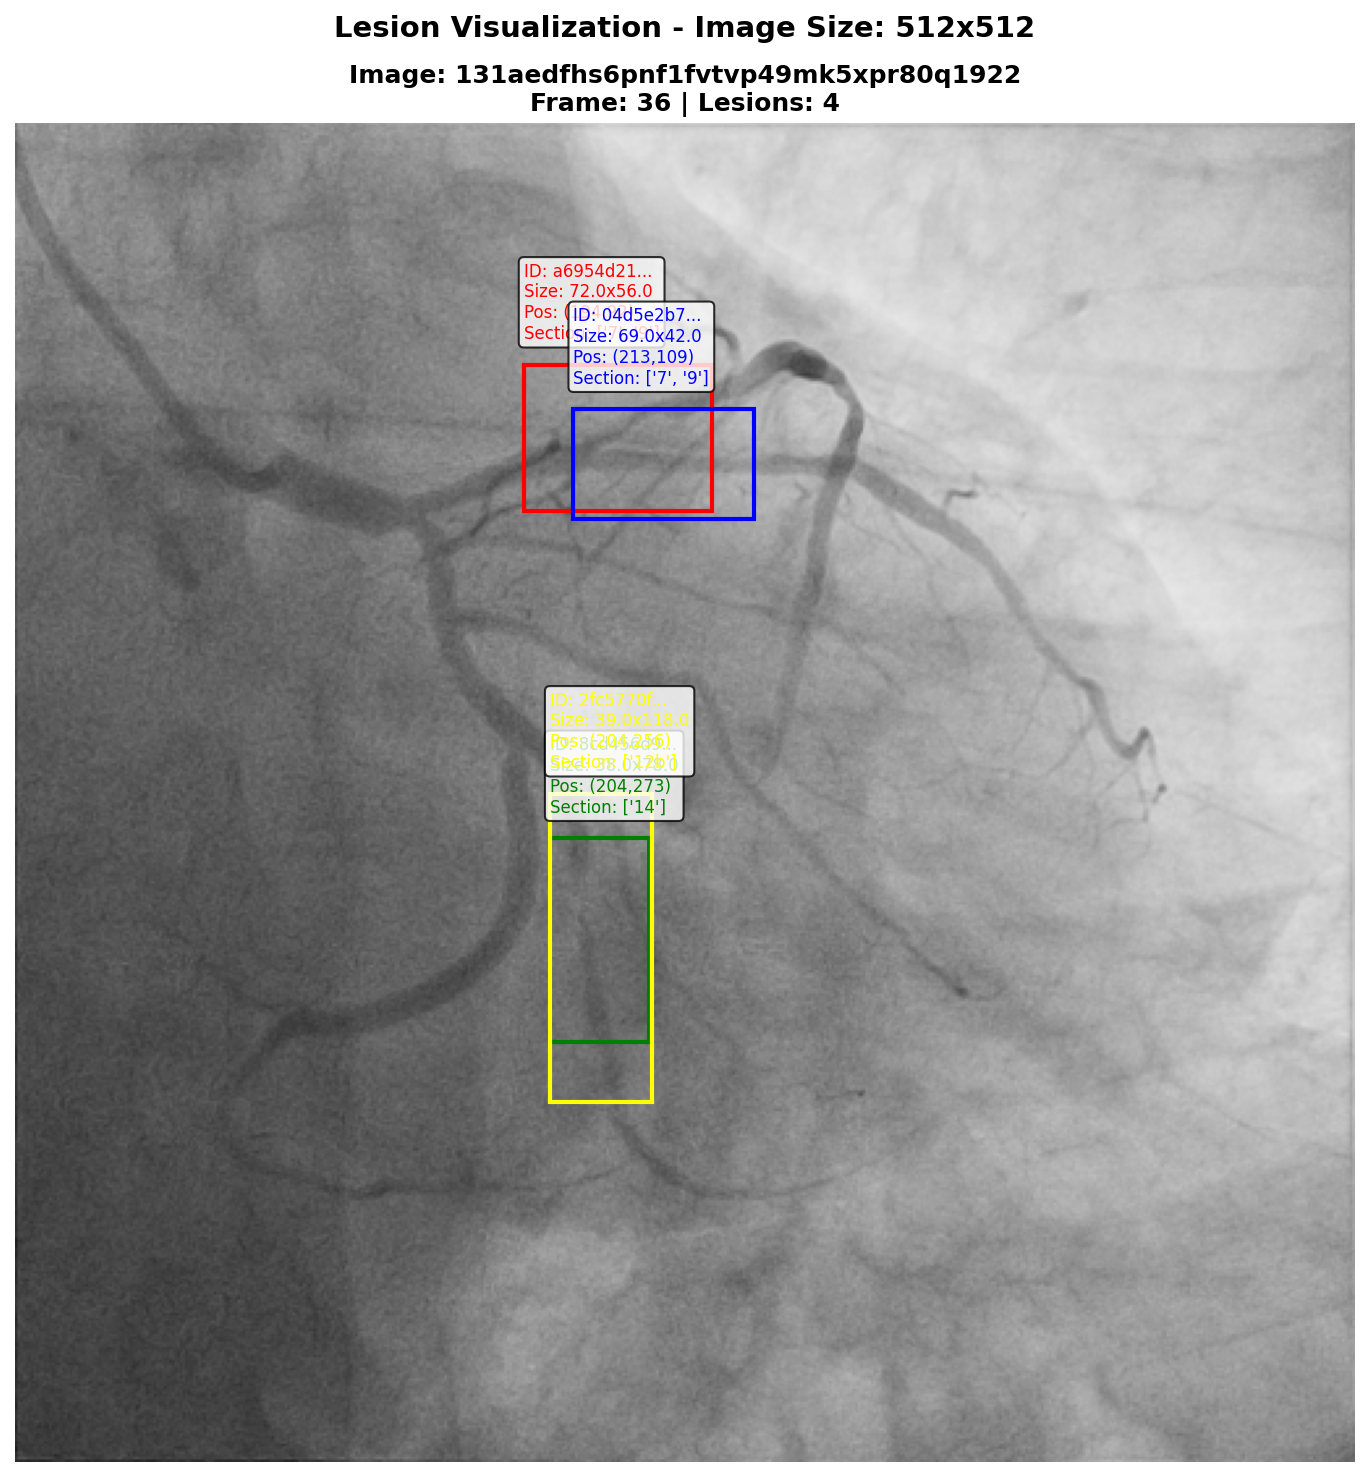 Lesion Visualization - Image Size: 512x512
Image: 131aedfhs6pnf1fvtvp49mk5xpr80q1922
Frame: 36 | Lesions: 4
ID: a6954d21...
Size: 72.0x56.0
Pos:
ID: 04d5e2b7...
Size: 69.0x42.0
Pos: (213,109)
Section: ['7', '9']
ID: 2fc5770f...
Size: 39.0x118.0
Pos: (204,256)
Section: ['12b']
Pos: (204,273)
Section: ['14']